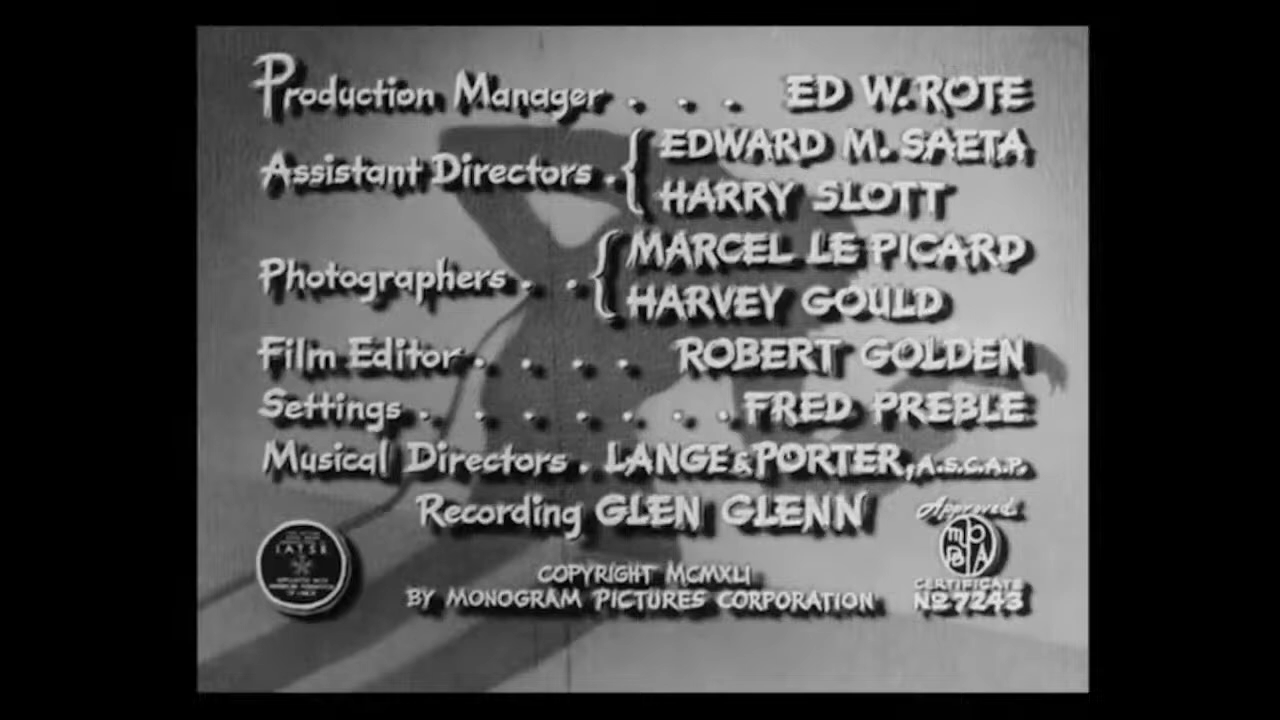 Production Manager . . . ED W. ROTE
Assistant Directors . { EDWARD M. SAETA
HARRY SLOTT
Photographers . . { MARCEL LE PICARD
HARVEY GOULD
Film Editor . . . . ROBERT GOLDEN
Settings . . . . . . . FRED PREBLE
Musical Directors . LANGE & PORTER, A.S.C.A.P.
Recording GLEN GLENN
Approved
MPPDA
CERTIFICATE
No 7243
IATSE
COPYRIGHT MCMXLI
BY MONOGRAM PICTURES CORPORATION